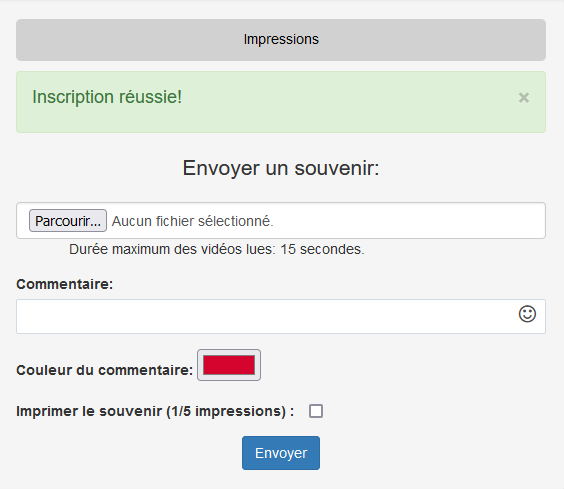 Impressions
Inscription réussie!
×
Envoyer un souvenir:
Parcourir... Aucun fichier sélectionné.
Durée maximum des vidéos lues: 15 secondes.
Commentaire:
Couleur du commentaire:
Imprimer le souvenir (1/5 impressions) :
Envoyer